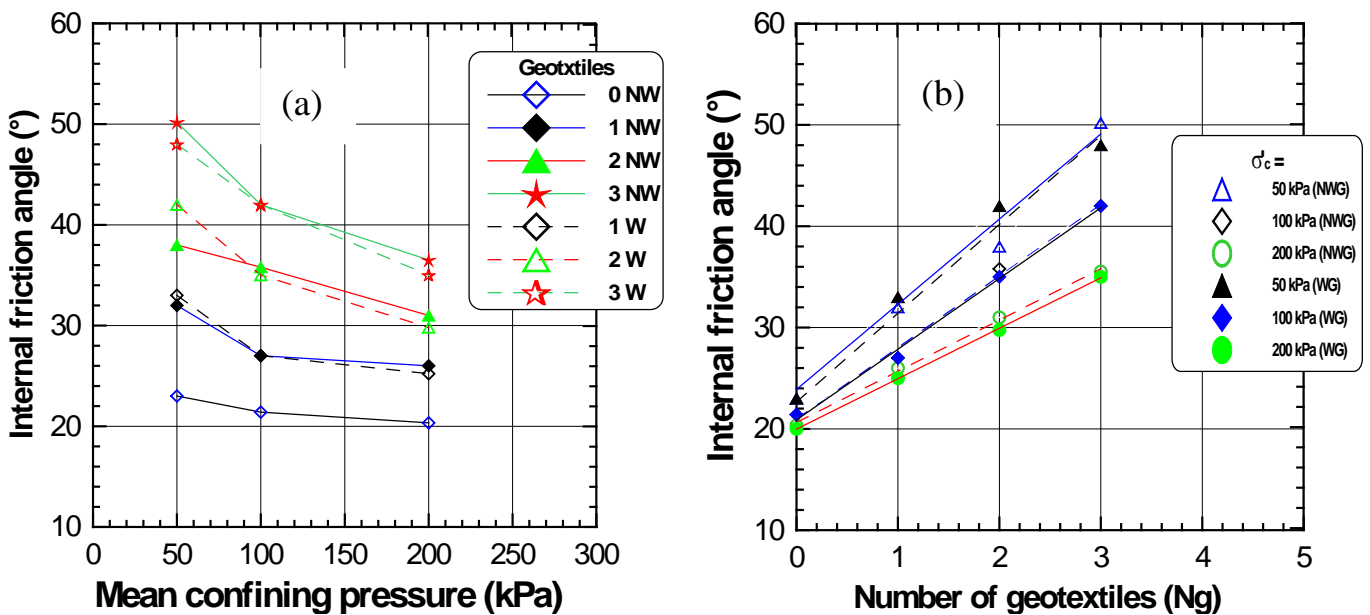 60
50
40
30
20
10
0
50
100
150
200
250
300
Internal friction angle (°)
Mean confining pressure (kPa)
(a)
Geotxtiles
0 NW
1 NW
2 NW
3 NW
1 W
2 W
3 W
60
50
40
30
20
10
0
1
2
3
4
5
Internal friction angle (°)
Number of geotextiles (Ng)
(b)
σ'c =
50 kPa (NWG)
100 kPa (NWG)
200 kPa (NWG)
50 kPa (WG)
100 kPa (WG)
200 kPa (WG)